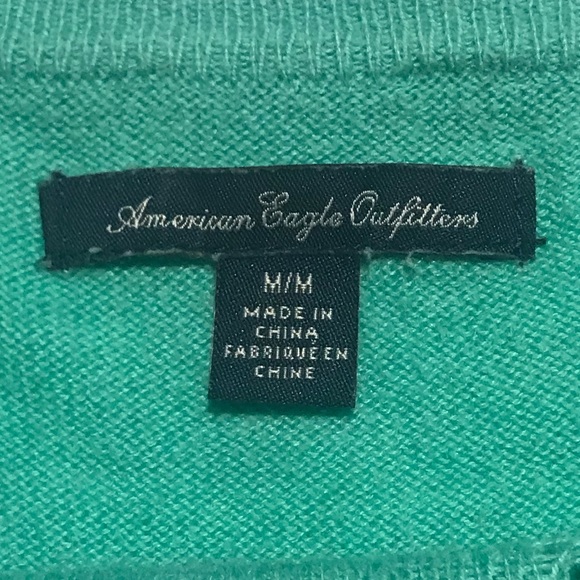 American Eagle Outfitters
M/M
MADE IN
CHINA
FABRIQUE EN
CHINE